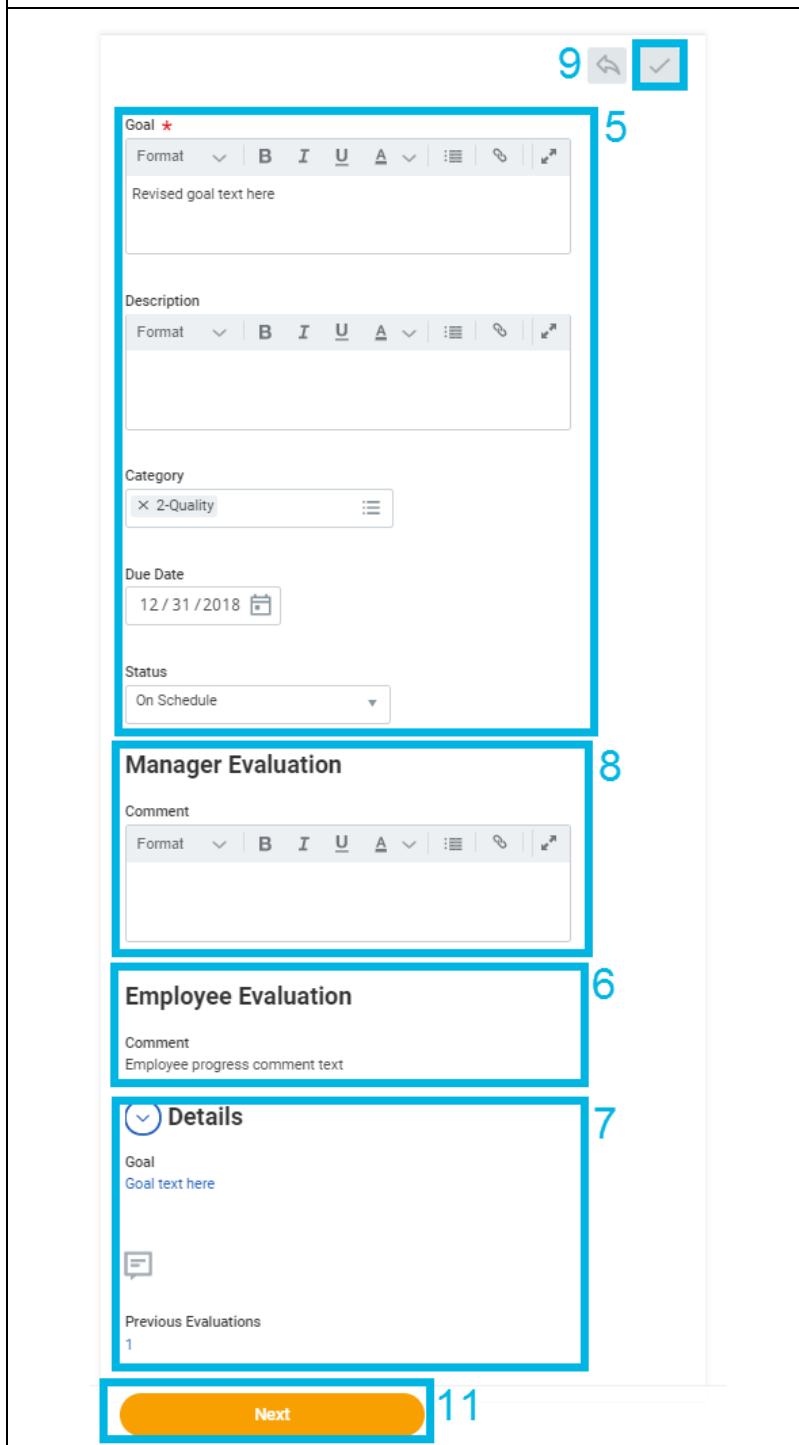 9
5
Goal *
Format B I U A
Revised goal text here
Description
Format B I U A
Category
× 2-Quality
Due Date
12/31/2018
Status
On Schedule
Manager Evaluation
8
Comment
Format B I U A
Employee Evaluation
6
Comment
Employee progress comment text
Details
7
Goal
Goal text here
Previous Evaluations
1
Next
11